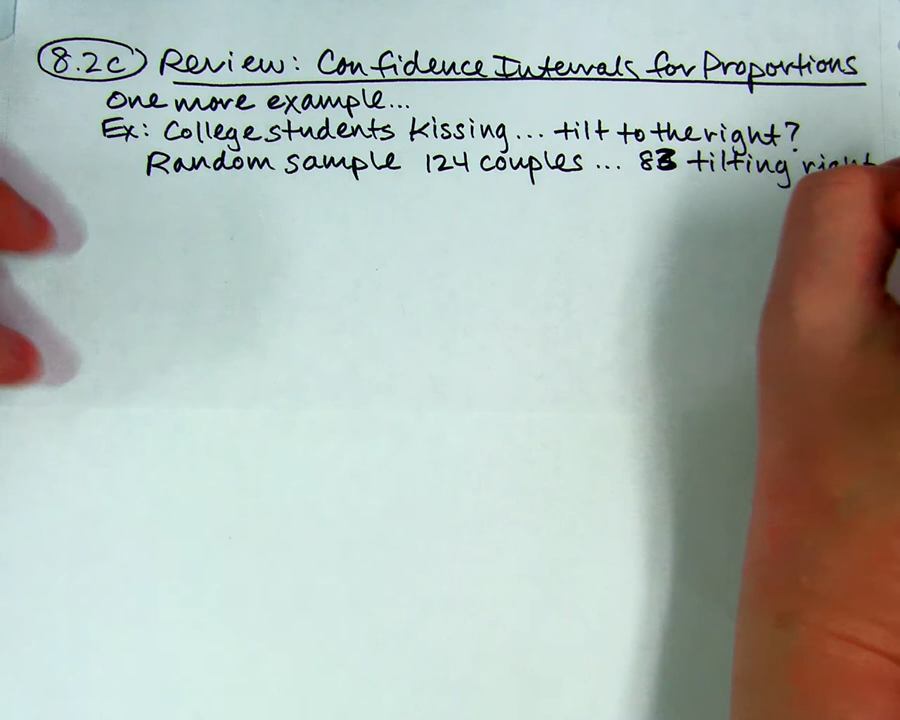 8.2c Review: Confidence Intervals for Proportions
One more example...
Ex: College students kissing... tilt to the right?
Random sample 124 couples ... 83 tilting right